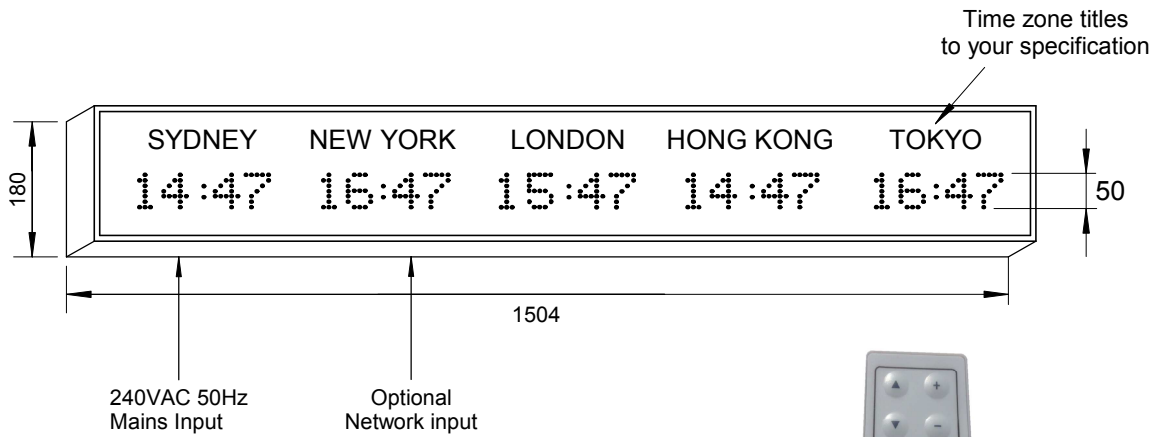 Time zone titles
to your specification
SYDNEY NEW YORK LONDON HONG KONG TOKYO
14:47 16:47 15:47 14:47 16:47
180
50
1504
240VAC 50Hz
Mains Input
Optional
Network input
+
-